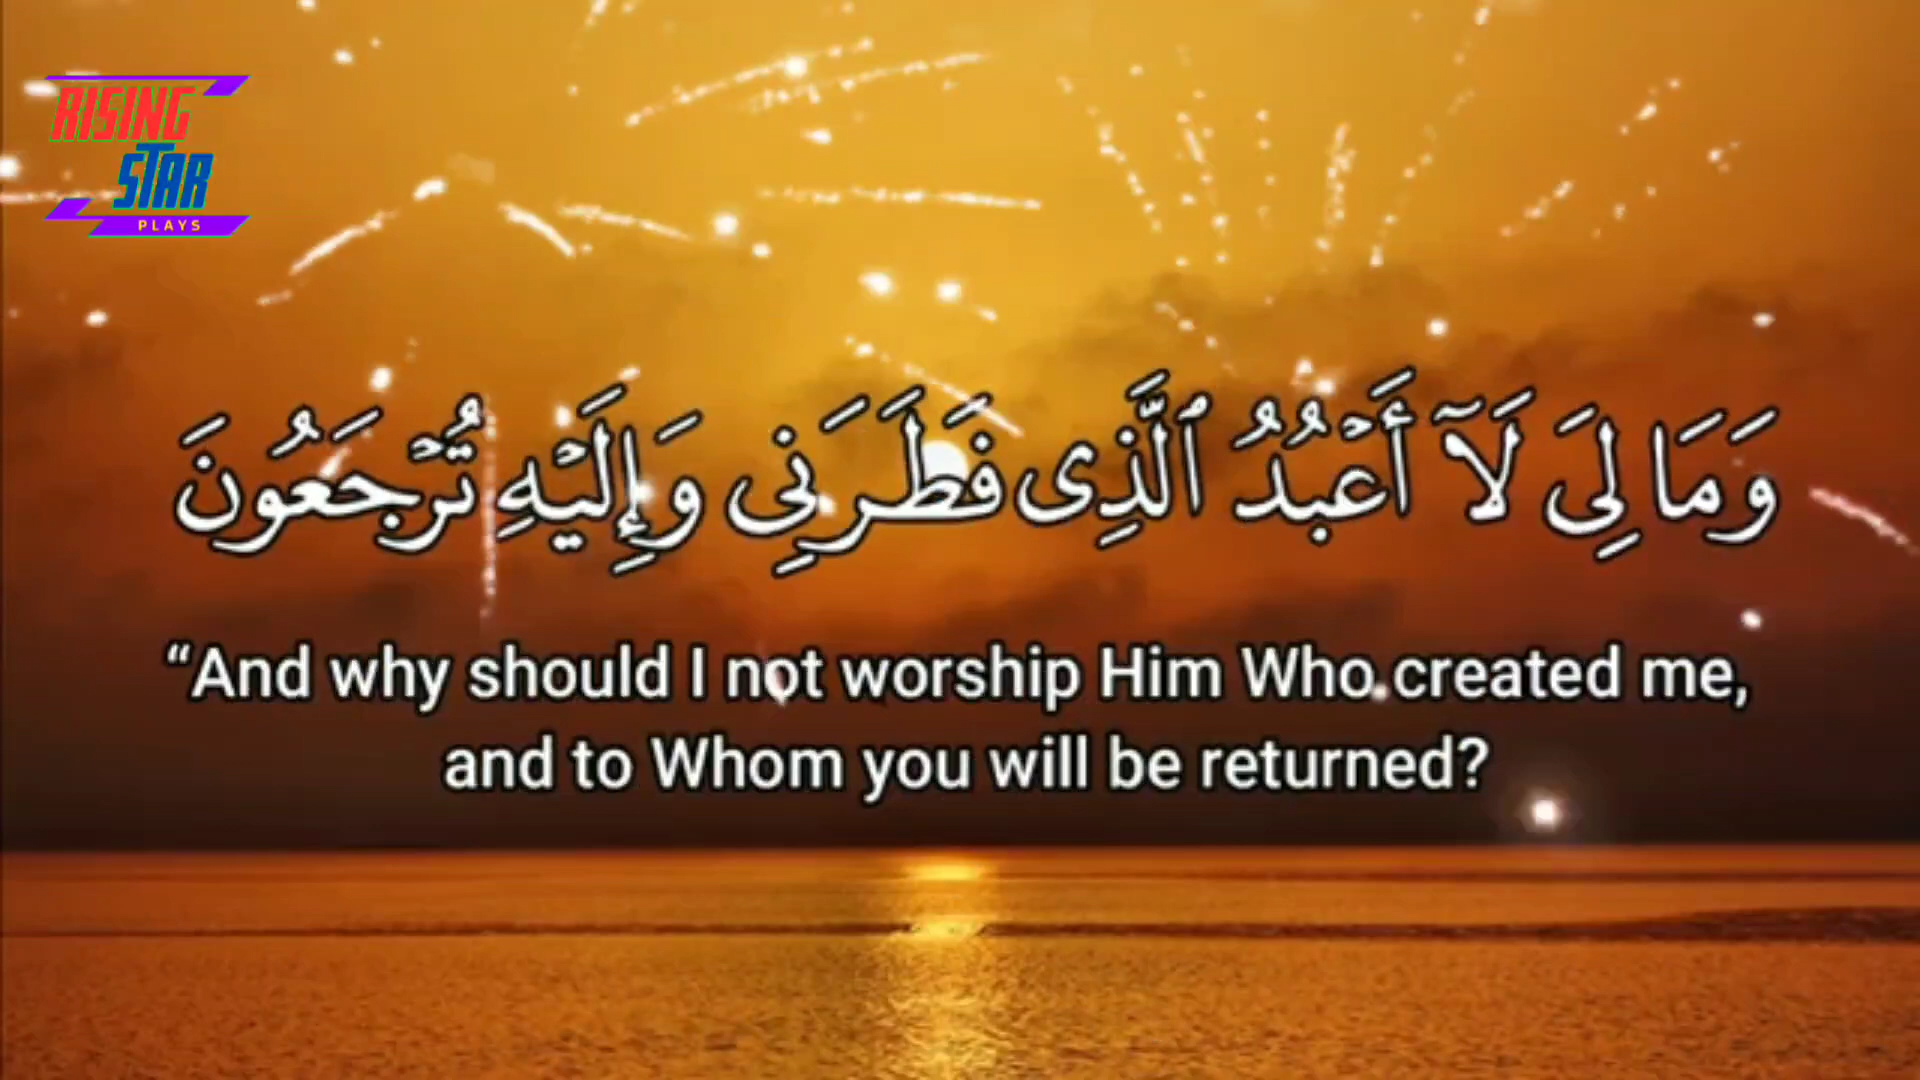 RISING
STAR
PLAYS
وَمَا لِىَ لَآ أَعْبُدُ ٱلَّذِى فَطَرَنِى وَإِلَيْهِ تُرْجَعُونَ
“And why should I not worship Him Who created me,
and to Whom you will be returned?